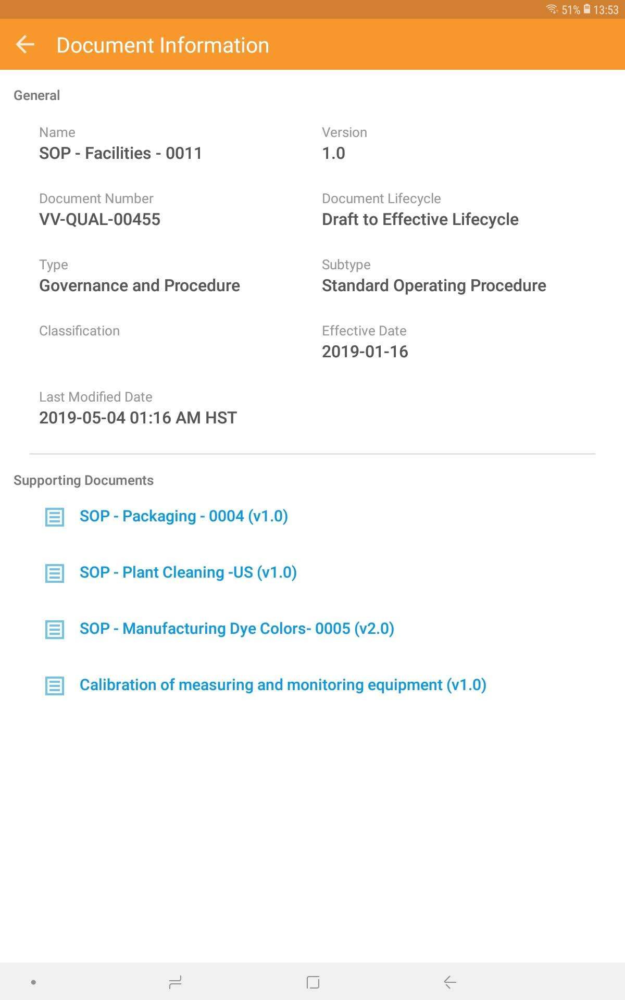 51% 13:53
Document Information
General
Name
SOP - Facilities - 0011
Version
1.0
Document Number
VV-QUAL-00455
Document Lifecycle
Draft to Effective Lifecycle
Type
Governance and Procedure
Subtype
Standard Operating Procedure
Classification
Effective Date
2019-01-16
Last Modified Date
2019-05-04 01:16 AM HST
Supporting Documents
SOP - Packaging - 0004 (v1.0)
SOP - Plant Cleaning -US (v1.0)
SOP - Manufacturing Dye Colors- 0005 (v2.0)
Calibration of measuring and monitoring equipment (v1.0)